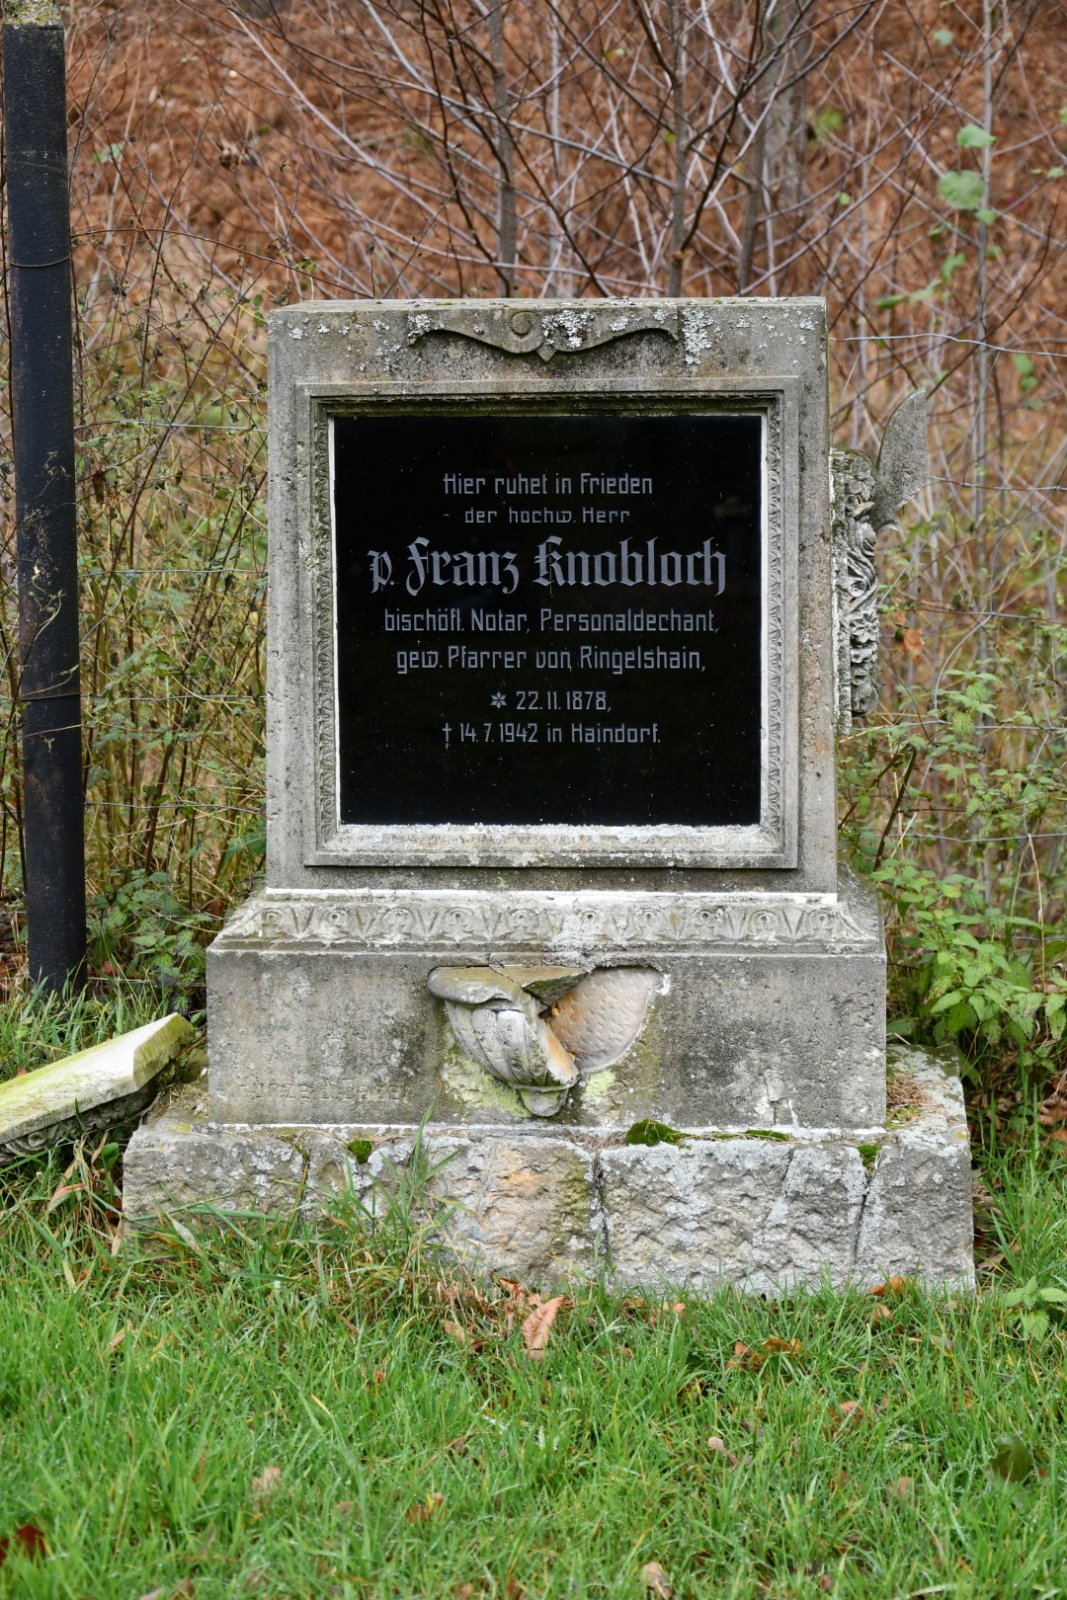 Hier ruhet in Frieden
der hochw. Herr
P. Franz Knobloch
bischöfl. Notar, Personaldechant,
gew. Pfarrer von Ringelshain,
* 22.11.1878,
† 14.7.1942 in Haindorf.